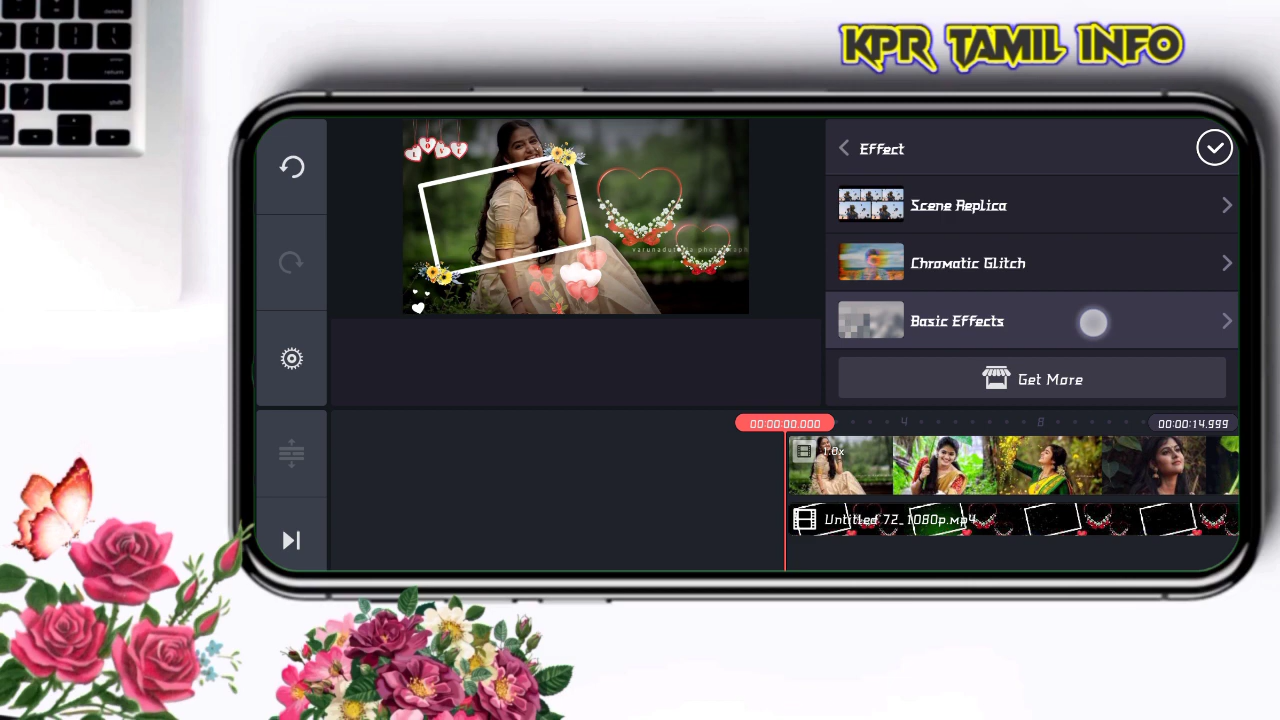 KPR TAMIL INFO
Effect
Scene Replica
Chromatic Glitch
Basic Effects
Get More
00:00:00.000
4
8
00:00:14.999
1.0x
Untitled 72_1080p.mp4
LOVE